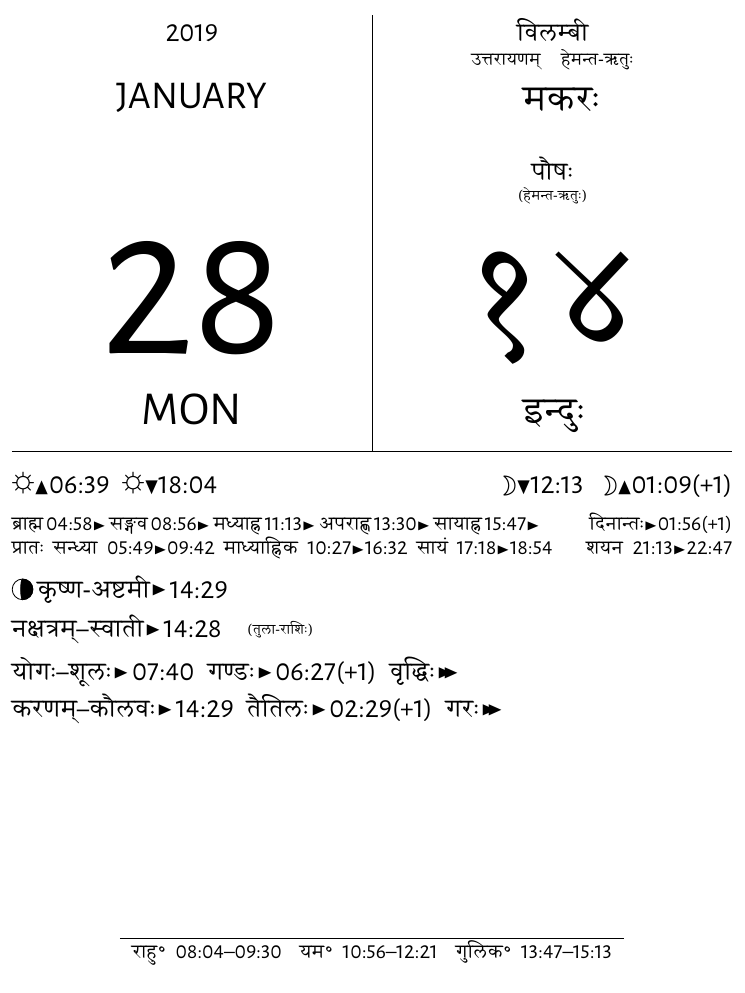 2019
JANUARY
28
MON
विलम्बी
उत्तरायणम् हेमन्त-ऋतुः
मकरः
पौषः
(हेमन्त-ऋतुः)
१४
इन्दुः
☼▲06:39 ☼▼18:04 ☽▼12:13 ☽▲01:09(+1)
ब्राह्म 04:58► सङ्गव 08:56► मध्याह्न 11:13► अपराह्ण 13:30► सायाह्न 15:47► दिनान्तः►01:56(+1)
प्रातः सन्ध्या 05:49►09:42 माध्याह्निक 10:27►16:32 सायं 17:18►18:54 शयन 21:13►22:47
कृष्ण-अष्टमी►14:29
नक्षत्रम्–स्वाती►14:28 (तुला-राशिः)
योगः–शूलः► 07:40 गण्डः► 06:27(+1) वृद्धिः►►
करणम्–कौलवः►14:29 तैतिलः► 02:29(+1) गरः►►
राहु॰ 08:04–09:30 यम॰ 10:56–12:21 गुलिक॰ 13:47–15:13